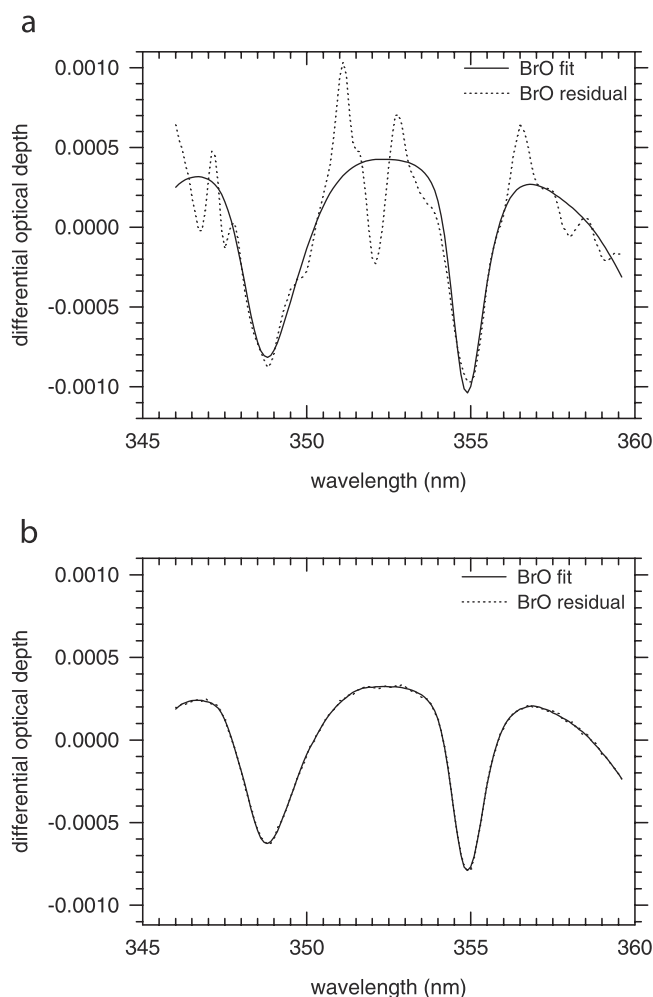 a
BrO fit
BrO residual
0.0010
0.0005
0.0000
-0.0005
-0.0010
differential optical depth
345 350 355 360
wavelength (nm)
b
BrO fit
BrO residual
0.0010
0.0005
0.0000
-0.0005
-0.0010
differential optical depth
345 350 355 360
wavelength (nm)